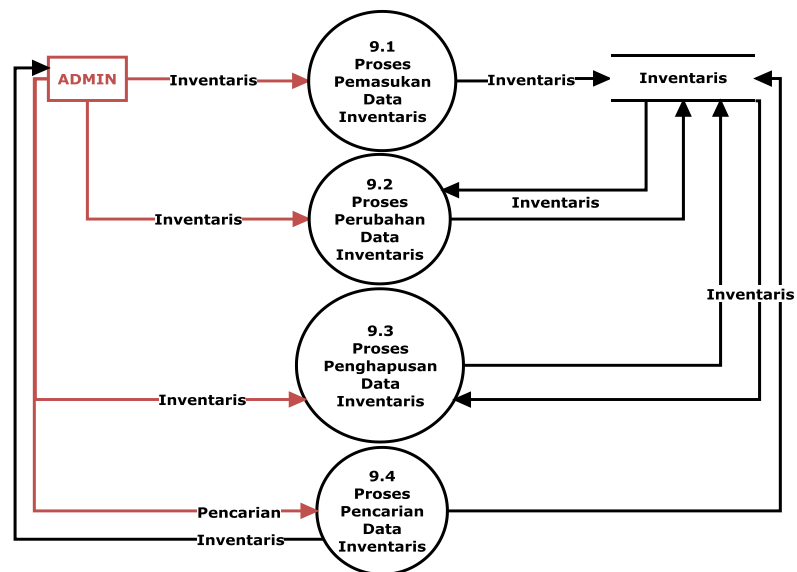 9.1
Proses
Pemasukan
Data
Inventaris
ADMIN
Inventaris
Inventaris
Inventaris
9.2
Proses
Perubahan
Data
Inventaris
Inventaris
Inventaris
Inventaris
9.3
Proses
Penghapusan
Data
Inventaris
Inventaris
9.4
Proses
Pencarian
Data
Inventaris
Pencarian
Inventaris